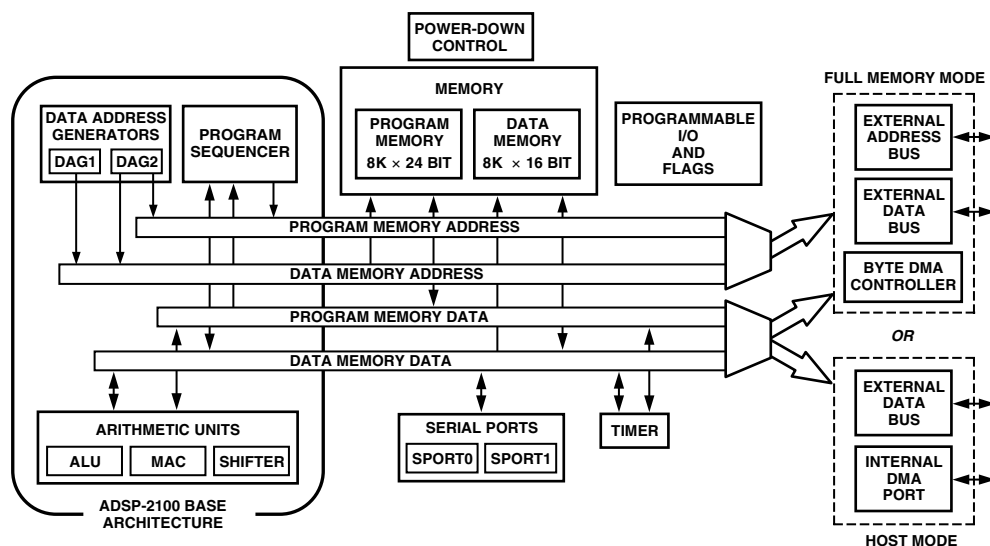 POWER-DOWN
CONTROL
MEMORY
PROGRAM
MEMORY
8K × 24 BIT
DATA
MEMORY
8K × 16 BIT
DATA ADDRESS
GENERATORS
DAG1
DAG2
PROGRAM
SEQUENCER
PROGRAMMABLE
I/O
AND
FLAGS
FULL MEMORY MODE
EXTERNAL
ADDRESS
BUS
EXTERNAL
DATA
BUS
BYTE DMA
CONTROLLER
PROGRAM MEMORY ADDRESS
DATA MEMORY ADDRESS
PROGRAM MEMORY DATA
DATA MEMORY DATA
OR
ARITHMETIC UNITS
ALU
MAC
SHIFTER
SERIAL PORTS
SPORT0
SPORT1
TIMER
EXTERNAL
DATA
BUS
INTERNAL
DMA
PORT
HOST MODE
ADSP-2100 BASE
ARCHITECTURE